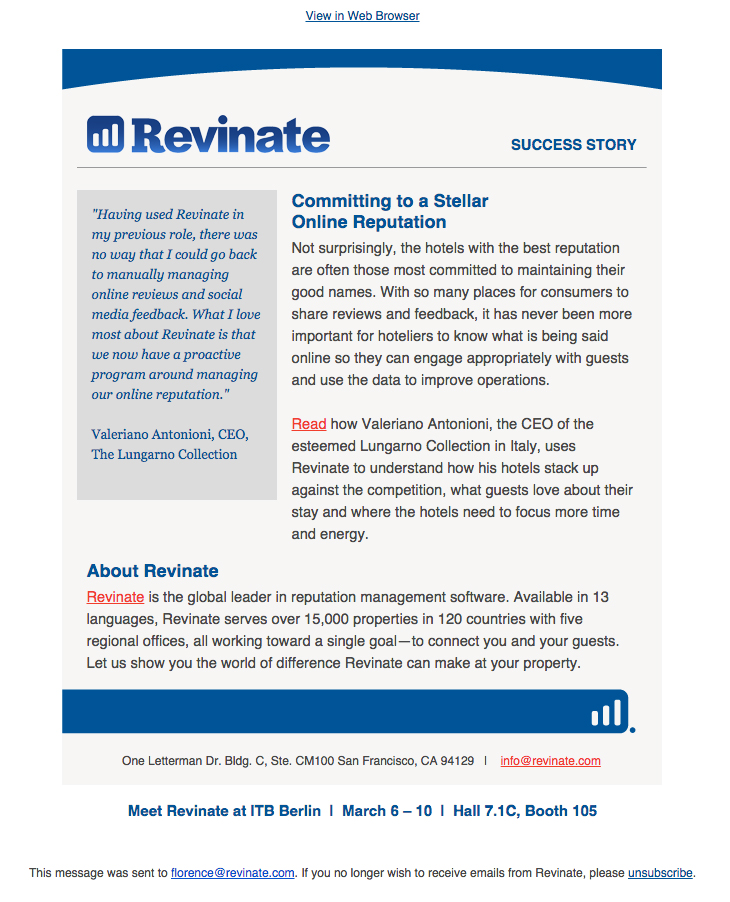 View in Web Browser
Revinate
SUCCESS STORY
"Having used Revinate in
my previous role, there was
no way that I could go back
to manually managing
online reviews and social
media feedback. What I love
most about Revinate is that
we now have a proactive
program around managing
our online reputation."
Valeriano Antonioni, CEO,
The Lungarno Collection
Committing to a Stellar
Online Reputation
Not surprisingly, the hotels with the best reputation
are often those most committed to maintaining their
good names. With so many places for consumers to
share reviews and feedback, it has never been more
important for hoteliers to know what is being said
online so they can engage appropriately with guests
and use the data to improve operations.
Read how Valeriano Antonioni, the CEO of the
esteemed Lungarno Collection in Italy, uses
Revinate to understand how his hotels stack up
against the competition, what guests love about their
stay and where the hotels need to focus more time
and energy.
About Revinate
Revinate is the global leader in reputation management software. Available in 13
languages, Revinate serves over 15,000 properties in 120 countries with five
regional offices, all working toward a single goal—to connect you and your guests.
Let us show you the world of difference Revinate can make at your property.
One Letterman Dr. Bldg. C, Ste. CM100 San Francisco, CA 94129 | info@revinate.com
Meet Revinate at ITB Berlin | March 6 – 10 | Hall 7.1C, Booth 105
This message was sent to florence@revinate.com. If you no longer wish to receive emails from Revinate, please unsubscribe.